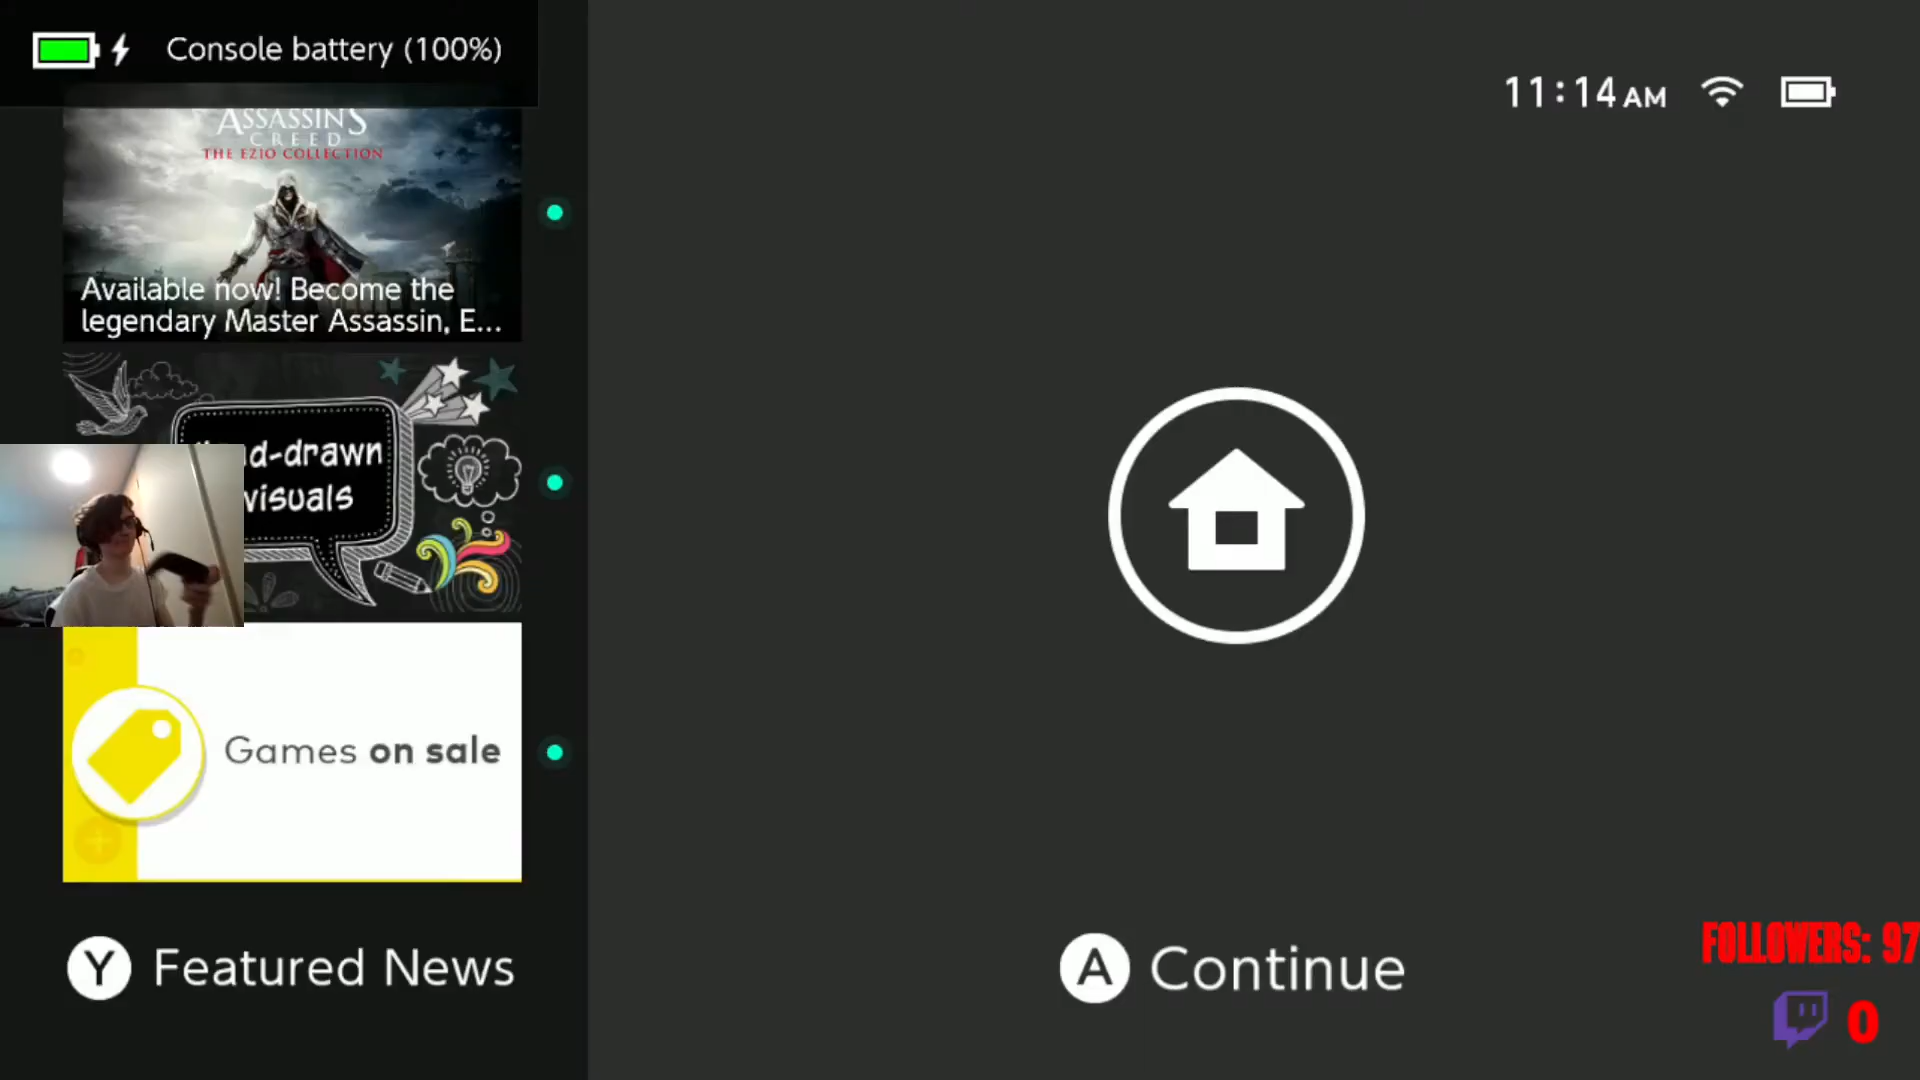 Console battery (100%)
11:14 AM
ASSASSIN'S
CREED
THE EZIO COLLECTION
Available now! Become the
legendary Master Assassin, E...
d-drawn
visuals
Games on sale
Y Featured News
A Continue
FOLLOWERS: 97
0